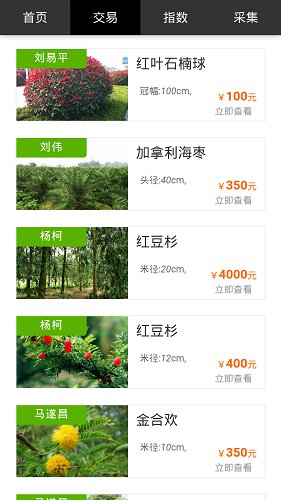 首页 交易 指数 采集
刘易平
红叶石楠球
冠幅:100cm,
￥100元
立即查看
刘伟
加拿利海枣
头径:40cm,
￥350元
立即查看
杨柯
红豆杉
米径:20cm,
￥4000元
立即查看
杨柯
红豆杉
米径:12cm,
￥400元
立即查看
马遂昌
金合欢
米径:10cm,
￥350元
立即查看